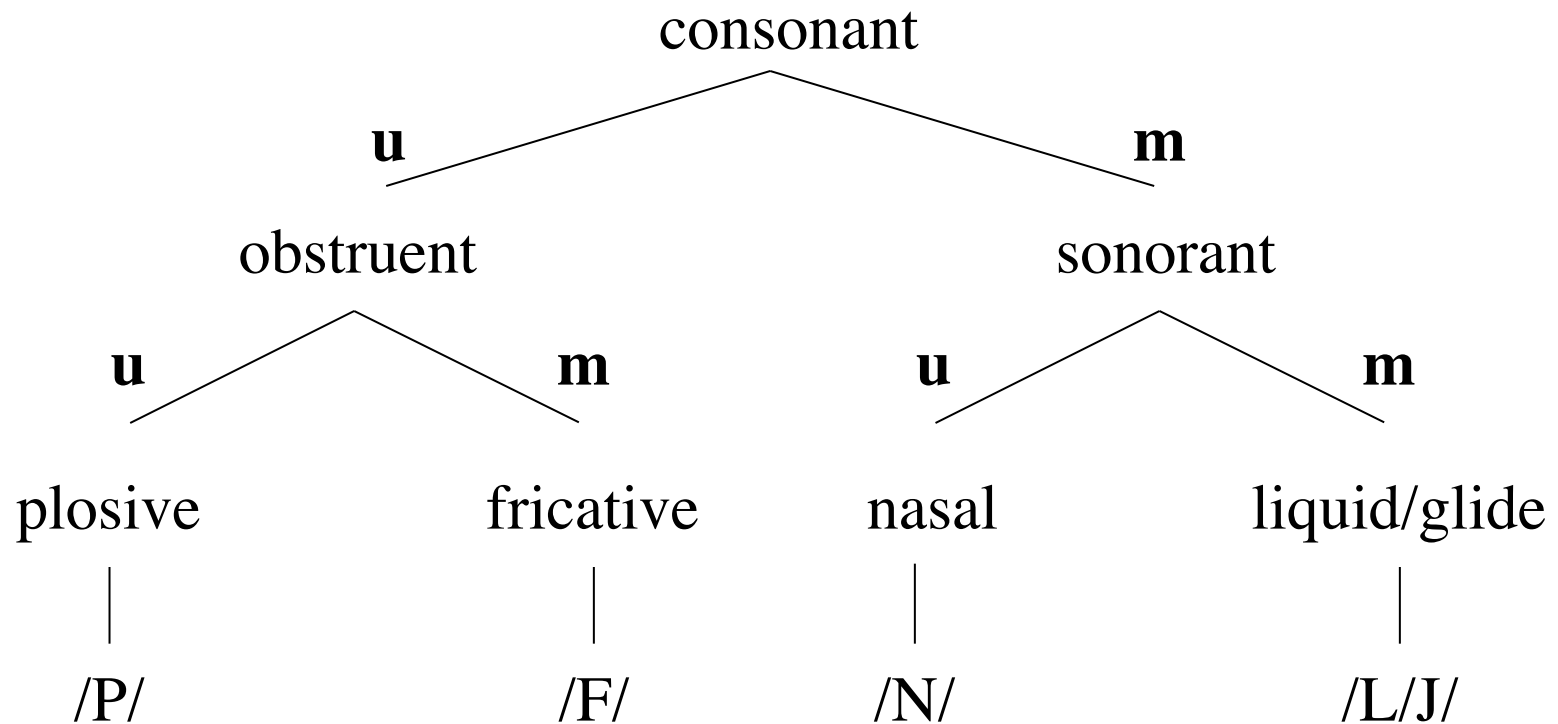 consonant
u m
obstruent sonorant
u m u m
plosive fricative nasal liquid/glide
/P/ /F/ /N/ /L/J/